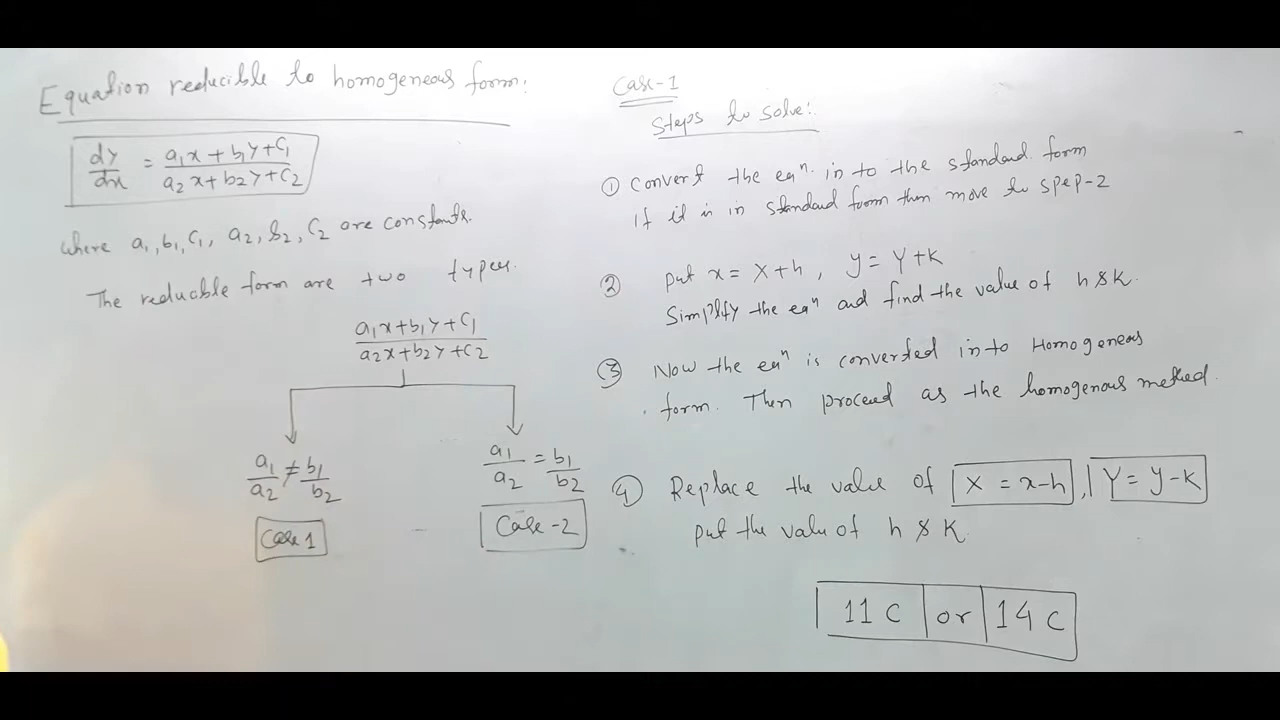 Equation reducible to homogeneous form:
dy/dx = a₁x + b₁y + c₁ / a₂x + b₂y + c₂
where a₁, b₁, c₁, a₂, b₂, c₂ are constants.
The reducible form are two types.
a₁x + b₁y + c₁ / a₂x + b₂y + c₂
a₁/a₂ ≠ b₁/b₂
Case 1
a₁/a₂ = b₁/b₂
Case-2
Case-1
Steps to solve:
① Convert the eqⁿ. in to the standard form
if it is in standard form then move to spep-2
② put x = X+h, y = Y+k
Simplify the eqⁿ and find the value of h & k.
③ Now the eqⁿ is converted in to Homogeneous
form. Then proceed as the homogenous method.
④ Replace the value of X = x-h, Y = y-k
put the value of h & k.
11 c or 14 c